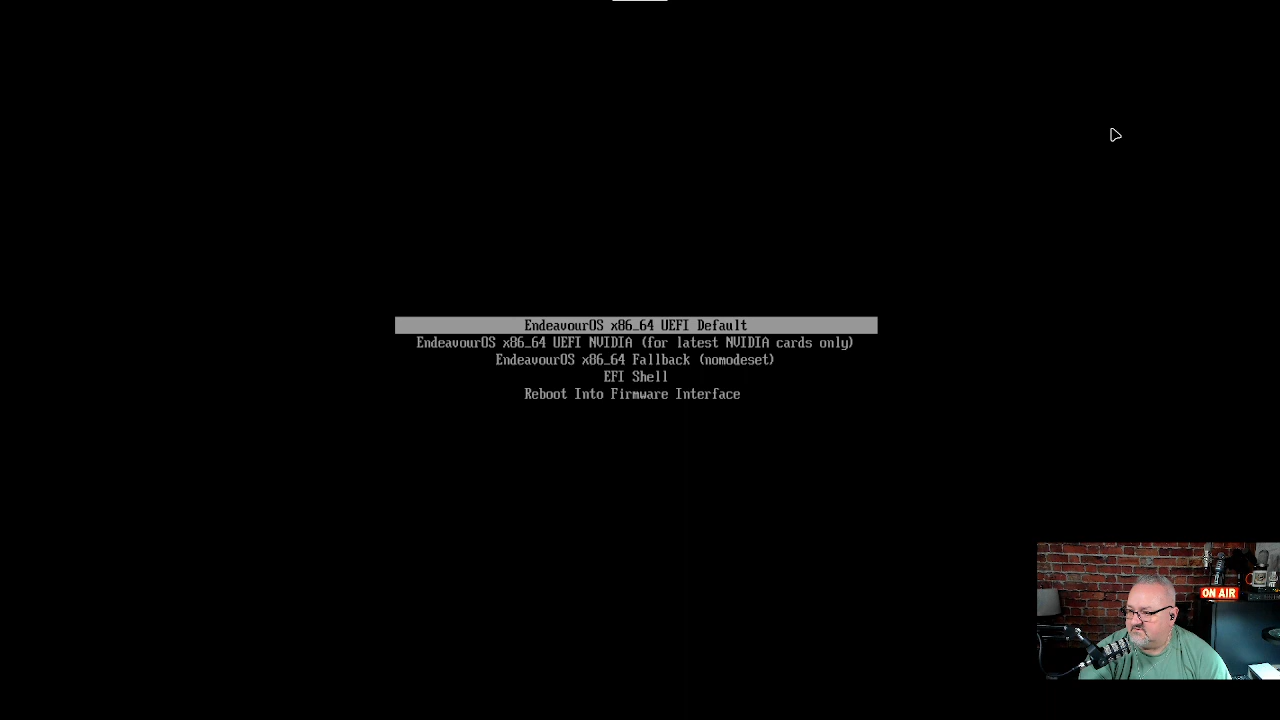 EndeavourOS x86_64 UEFI Default
EndeavourOS x86_64 UEFI NVIDIA (for latest NVIDIA cards only)
EndeavourOS x86_64 Fallback (nomodeset)
EFI Shell
Reboot Into Firmware Interface
ON AIR